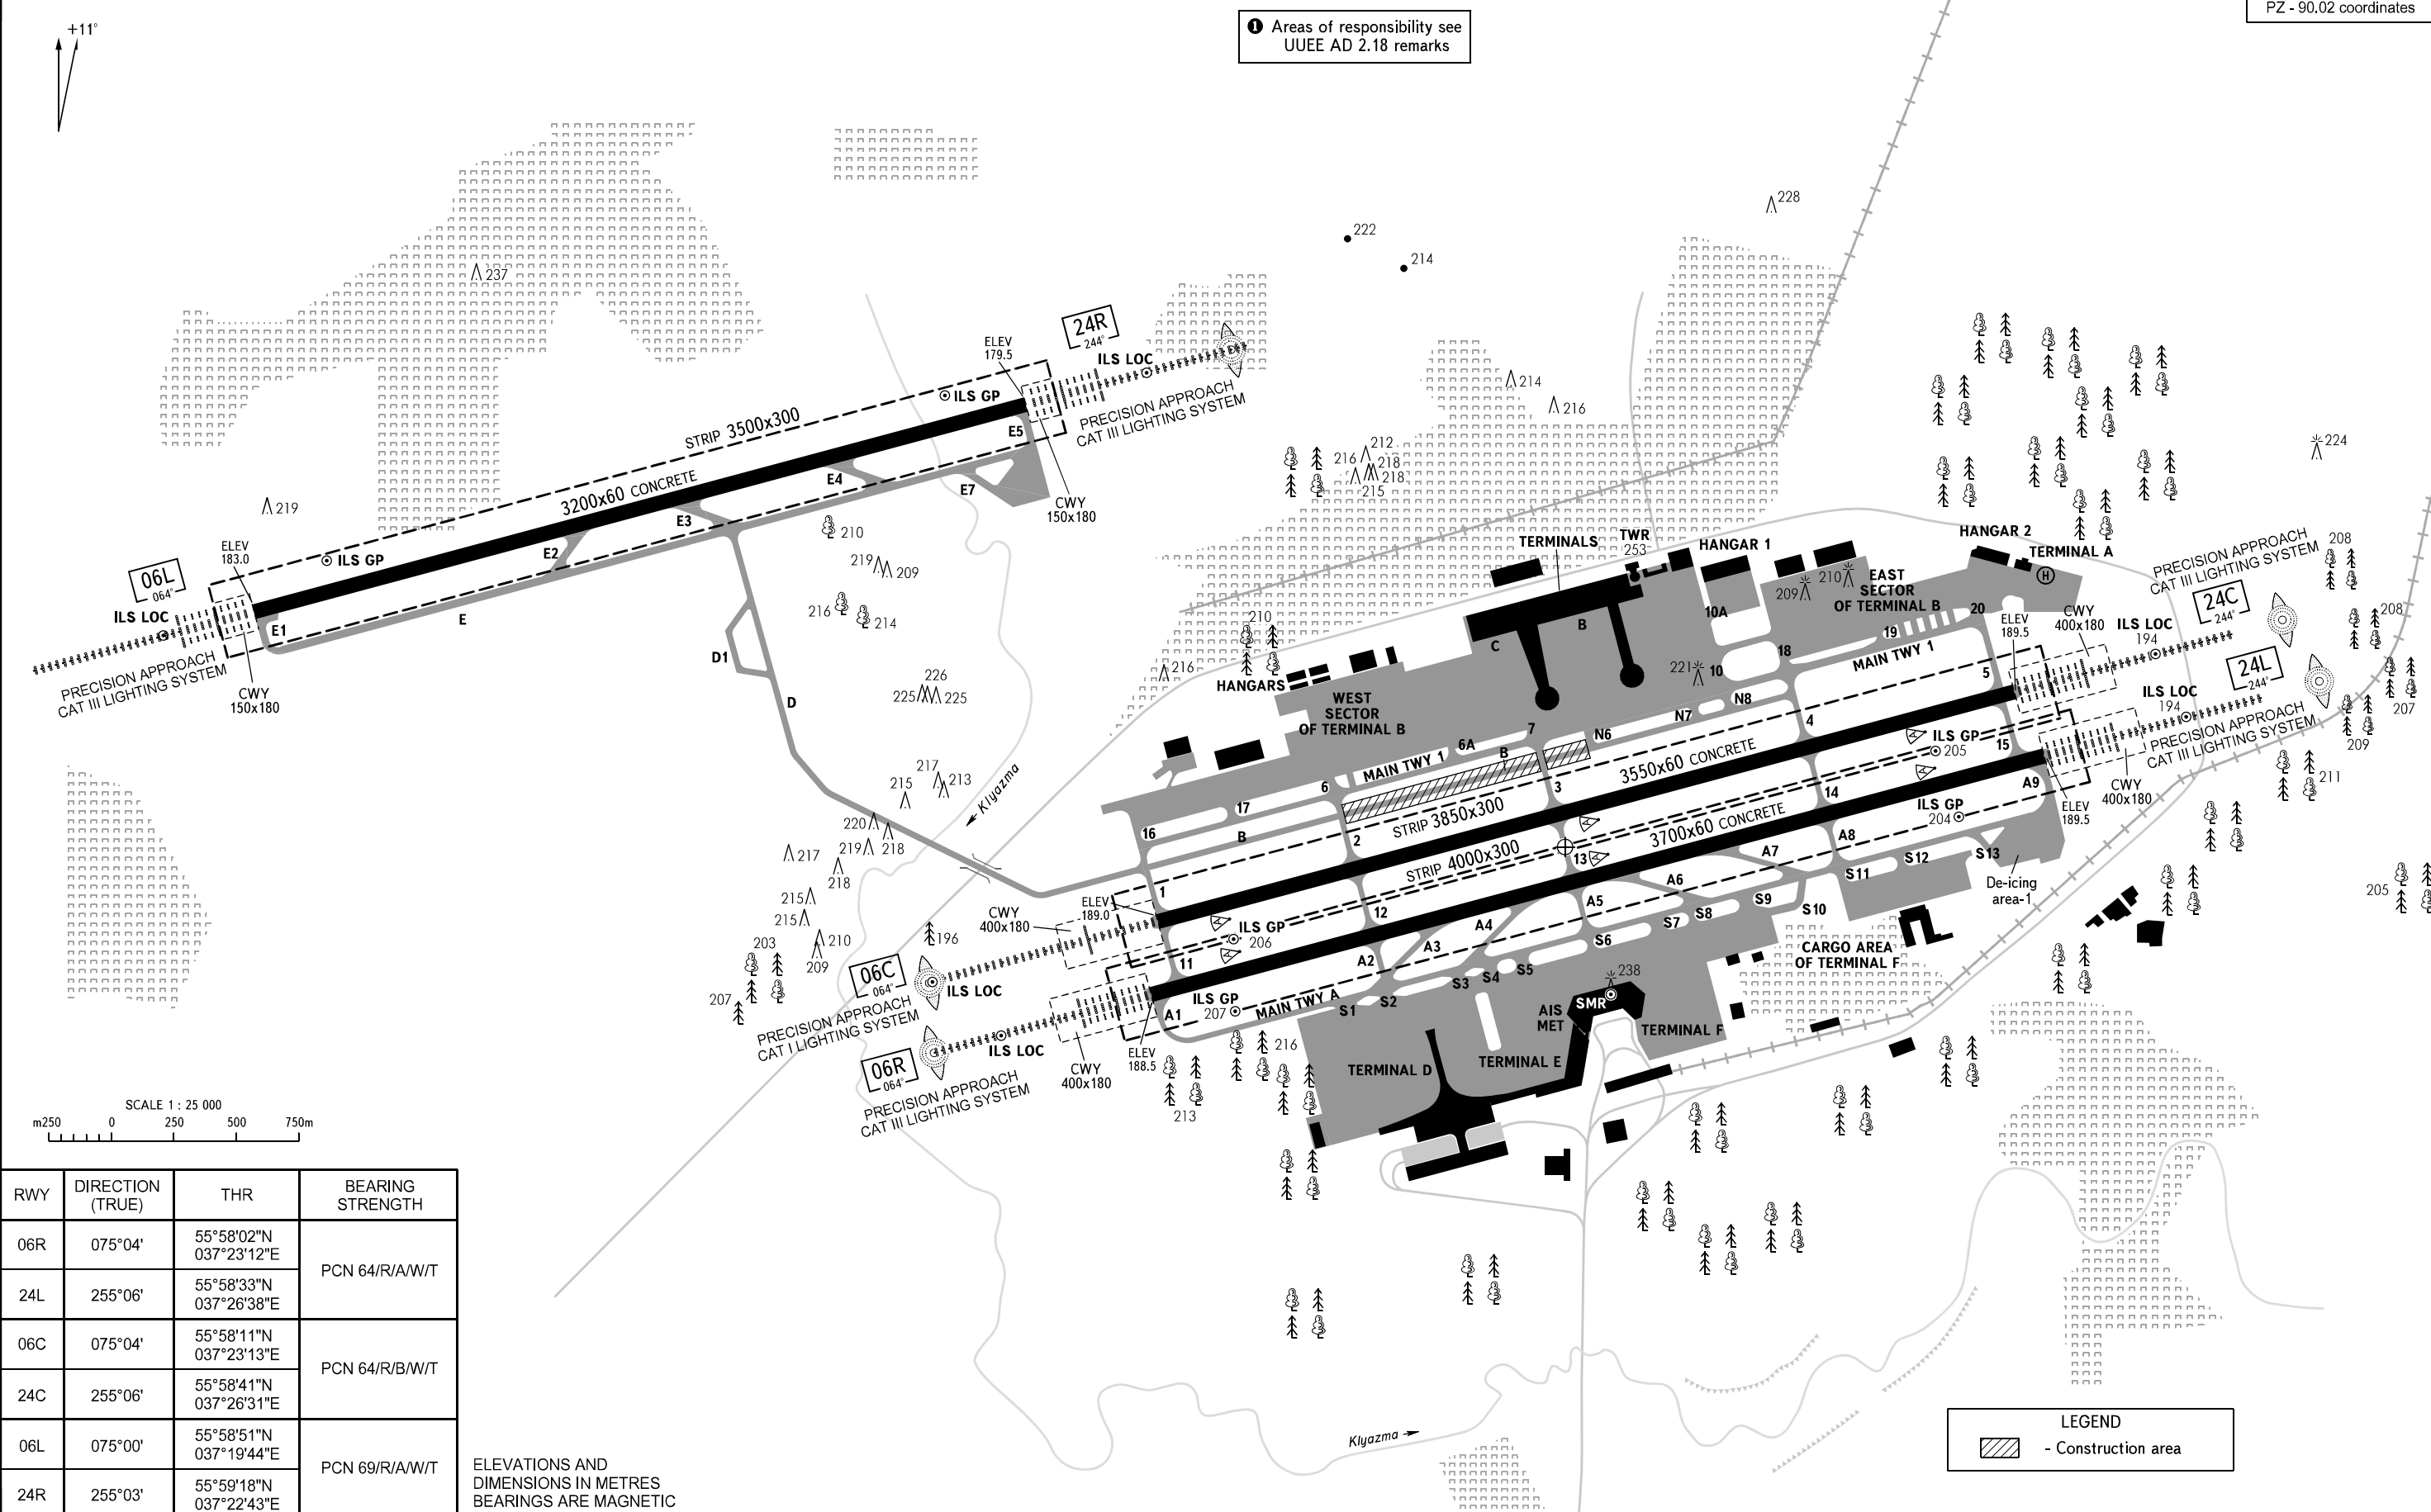 +11°
❶ Areas of responsibility see
UUEE AD 2.18 remarks
PZ - 90.02 coordinates
228
222
214
237
24R
244°
ELEV
179.5
ILS LOC
ILS GP
PRECISION APPROACH
CAT III LIGHTING SYSTEM
STRIP 3500x300
3200x60 CONCRETE
E5
E4
E7
E3
E2
E1
E
CWY
150x180
219
ELEV
183.0
ILS GP
06L
064°
ILS LOC
PRECISION APPROACH
CAT III LIGHTING SYSTEM
CWY
150x180
D1
D
210
219
209
216
214
226
225
225
217
213
215
220
218
219
217
218
215
215
210
209
203
207
196
Klyazma
214
216
212
216
218
218
215
224
210
216
HANGARS
TERMINALS
TWR
253
HANGAR 1
HANGAR 2
TERMINAL A
H
210
209
EAST
SECTOR
OF TERMINAL B
10A
20
19
18
10
221
C
B
WEST
SECTOR
OF TERMINAL B
MAIN TWY 1
MAIN TWY 1
N8
N7
N6
7
6A
B
6
17
16
B
5
4
3
2
1
ELEV
189.5
CWY
400x180
PRECISION APPROACH
CAT III LIGHTING SYSTEM
24C
244°
ILS LOC
194
24L
244°
ILS LOC
194
PRECISION APPROACH
CAT III LIGHTING SYSTEM
CWY
400x180
ELEV
189.5
208
208
207
209
211
205
3550x60 CONCRETE
STRIP 3850x300
3700x60 CONCRETE
STRIP 4000x300
ILS GP
205
ILS GP
204
15
14
13
12
11
A9
A8
A7
A6
A5
A4
A3
A2
A1
S13
S12
S11
S10
S9
S8
S7
S6
S5
S4
S3
S2
S1
De-icing
area-1
ELEV
189.0
CWY
400x180
ILS GP
206
ILS GP
207
MAIN TWY A
06C
064°
ILS LOC
PRECISION APPROACH
CAT I LIGHTING SYSTEM
06R
064°
ILS LOC
PRECISION APPROACH
CAT III LIGHTING SYSTEM
CWY
400x180
ELEV
188.5
213
216
238
SMR
AIS
MET
TERMINAL F
TERMINAL E
TERMINAL D
CARGO AREA
OF TERMINAL F
Klyazma
SCALE 1 : 25 000
m250 0 250 500 750m
RWY DIRECTION (TRUE) THR BEARING STRENGTH
06R 075°04' 55°58'02"N 037°23'12"E PCN 64/R/A/W/T
24L 255°06' 55°58'33"N 037°26'38"E
06C 075°04' 55°58'11"N 037°23'13"E PCN 64/R/B/W/T
24C 255°06' 55°58'41"N 037°26'31"E
06L 075°00' 55°58'51"N 037°19'44"E PCN 69/R/A/W/T
24R 255°03' 55°59'18"N 037°22'43"E
ELEVATIONS AND
DIMENSIONS IN METRES
BEARINGS ARE MAGNETIC
LEGEND
- Construction area